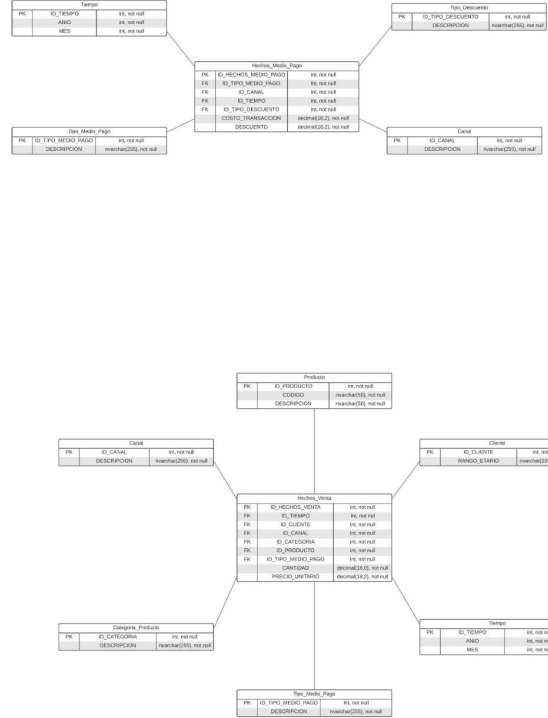 Tiempo
PK ID_TIEMPO int, not null
ANIO int, not null
MES int, not null
Tipo_Descuento
PK ID_TIPO_DESCUENTO int, not null
DESCRIPCION nvarchar(255), not null
Hechos_Medio_Pago
PK ID_HECHOS_MEDIO_PAGO int, not null
FK ID_TIPO_MEDIO_PAGO int, not null
FK ID_CANAL int, not null
FK ID_TIEMPO int, not null
FK ID_TIPO_DESCUENTO int, not null
COSTO_TRANSACCION decimal(18,2), not null
DESCUENTO decimal(18,2), not null
Tipo_Medio_Pago
PK ID_TIPO_MEDIO_PAGO int, not null
DESCRIPCION nvarchar(255), not null
Canal
PK ID_CANAL int, not null
DESCRIPCION nvarchar(255), not null
Producto
PK ID_PRODUCTO int, not null
CODIGO nvarchar(50), not null
DESCRIPCION nvarchar(50), not null
Canal
PK ID_CANAL int, not null
DESCRIPCION nvarchar(255), not null
Cliente
PK ID_CLIENTE int,
RANGO_ETARIO
Hechos_Venta
PK ID_HECHOS_VENTA int, not null
FK ID_TIEMPO int, not null
FK ID_CLIENTE int, not null
FK ID_CANAL int, not null
FK ID_CATEGORIA int, not null
FK ID_PRODUCTO int, not null
FK ID_TIPO_MEDIO_PAGO int, not null
CANTIDAD decimal(18,0), not null
PRECIO_UNITARIO decimal(18,2), not null
Categoria_Producto
PK ID_CATEGORIA int, not null
DESCRIPCION nvarchar(255), not null
Tiempo
PK ID_TIEMPO int, not
ANIO int, not
MES int, not
Tipo_Medio_Pago
PK ID_TIPO_MEDIO_PAGO int, not null
DESCRIPCION nvarchar(255), not null